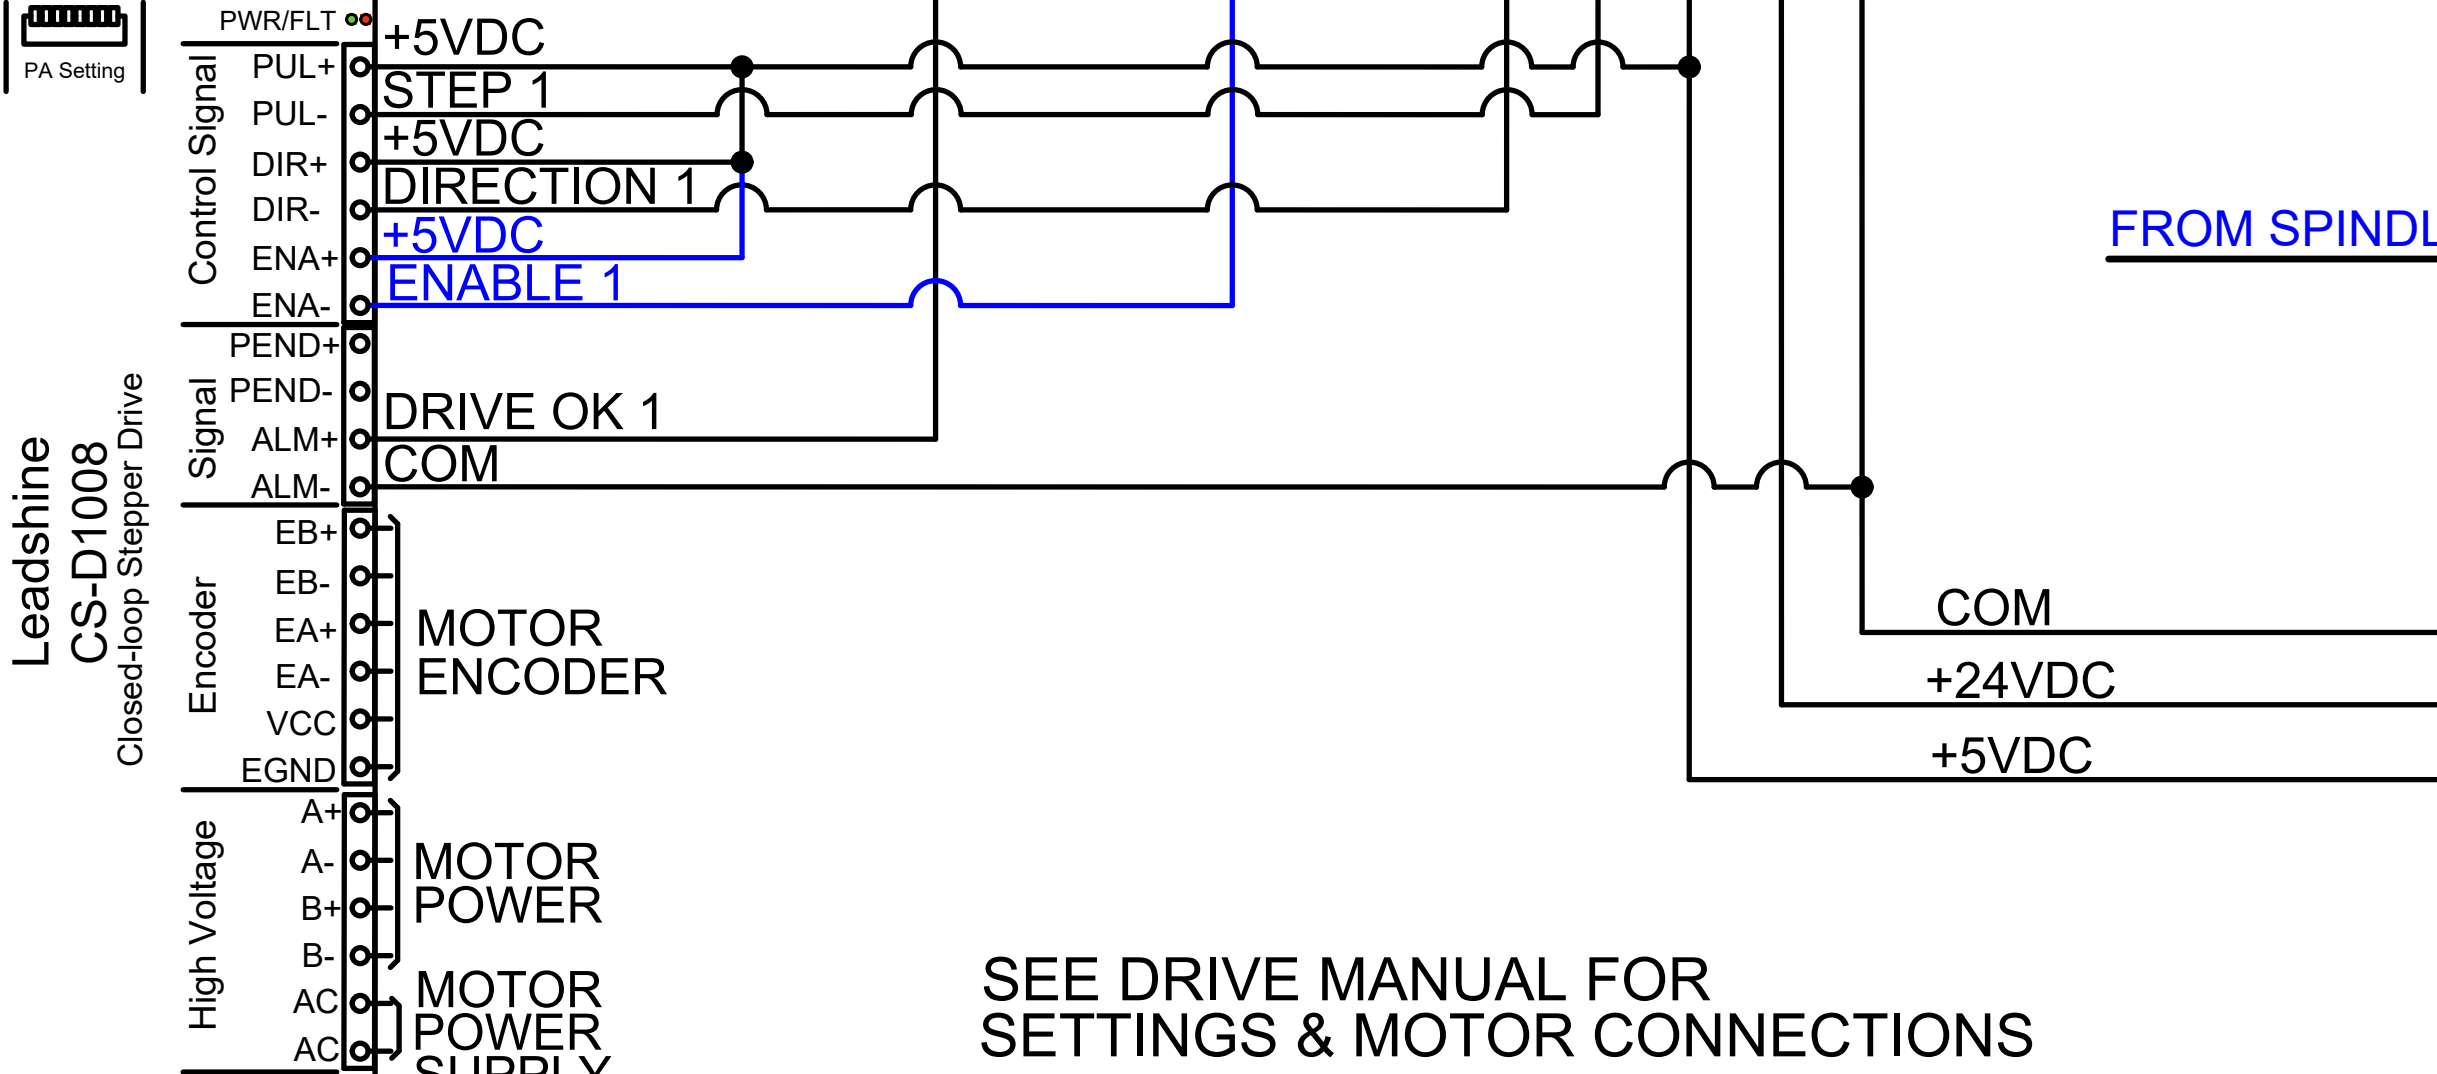 PWR/FLT
PA Setting
Control Signal
PUL+
+5VDC
PUL-
STEP 1
DIR+
+5VDC
DIR-
DIRECTION 1
ENA+
+5VDC
ENA-
ENABLE 1
FROM SPINDL
Signal
PEND+
PEND-
ALM+
DRIVE OK 1
ALM-
COM
Leadshine
CS-D1008
Closed-loop Stepper Drive
Encoder
EB+
EB-
EA+
EA-
VCC
EGND
MOTOR
ENCODER
COM
+24VDC
+5VDC
High Voltage
A+
A-
B+
B-
AC
AC
MOTOR
POWER
MOTOR
POWER
SUPPLY
SEE DRIVE MANUAL FOR
SETTINGS & MOTOR CONNECTIONS